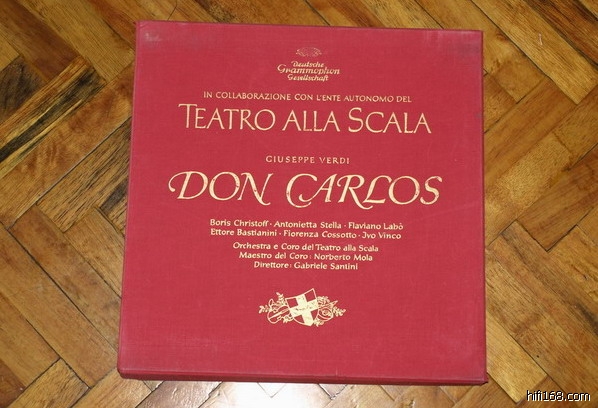 Deutsche
Grammophon
Gesellschaft
IN COLLABORAZIONE CON L'ENTE AUTONOMO DEL
TEATRO ALLA SCALA
GIUSEPPE VERDI
DON CARLOS
Boris Christoff · Antonietta Stella · Flaviano Labò
Ettore Bastianini · Fiorenza Cossotto · Ivo Vinco
Orchestra e Coro del Teatro alla Scala
Maestro del Coro: Norberto Mola
Direttore: Gabriele Santini
hifi168.com